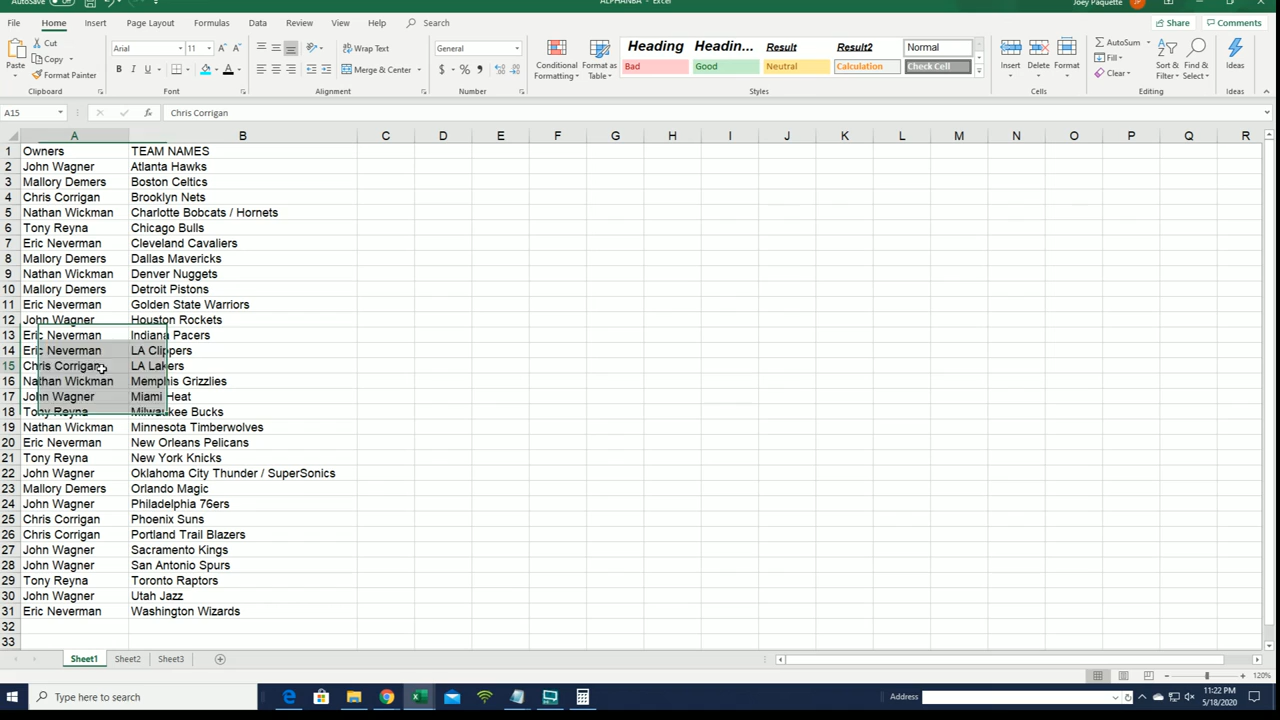 AutoSave
ALPHANBA - Excel
Joey Paquette
JP
File Home Insert Page Layout Formulas Data Review View Help Search
Share Comments
Paste
Cut
Copy
Format Painter
Clipboard
Arial 11
B I U
Font
Wrap Text
Merge & Center
Alignment
General
$ % ,
Number
Conditional Formatting
Format as Table
Heading Headin... Result Result2 Normal
Bad Good Neutral Calculation Check Cell
Styles
Insert Delete Format
Cells
AutoSum
Fill
Clear
Sort & Filter
Find & Select
Editing
Ideas
Ideas
A15 fx Chris Corrigan
A B C D E F G H I J K L M N O P Q R
1 Owners TEAM NAMES
2 John Wagner Atlanta Hawks
3 Mallory Demers Boston Celtics
4 Chris Corrigan Brooklyn Nets
5 Nathan Wickman Charlotte Bobcats / Hornets
6 Tony Reyna Chicago Bulls
7 Eric Neverman Cleveland Cavaliers
8 Mallory Demers Dallas Mavericks
9 Nathan Wickman Denver Nuggets
10 Mallory Demers Detroit Pistons
11 Eric Neverman Golden State Warriors
12 John Wagner Houston Rockets
13 Eric Neverman Indiana Pacers
14 Eric Neverman LA Clippers
15 Chris Corrigan LA Lakers
16 Nathan Wickman Memphis Grizzlies
17 John Wagner Miami Heat
18 Tony Reyna Milwaukee Bucks
19 Nathan Wickman Minnesota Timberwolves
20 Eric Neverman New Orleans Pelicans
21 Tony Reyna New York Knicks
22 John Wagner Oklahoma City Thunder / SuperSonics
23 Mallory Demers Orlando Magic
24 John Wagner Philadelphia 76ers
25 Chris Corrigan Phoenix Suns
26 Chris Corrigan Portland Trail Blazers
27 John Wagner Sacramento Kings
28 John Wagner San Antonio Spurs
29 Tony Reyna Toronto Raptors
30 John Wagner Utah Jazz
31 Eric Neverman Washington Wizards
32
33
Sheet1 Sheet2 Sheet3
120%
Type here to search
Address
11:22 PM
5/18/2020